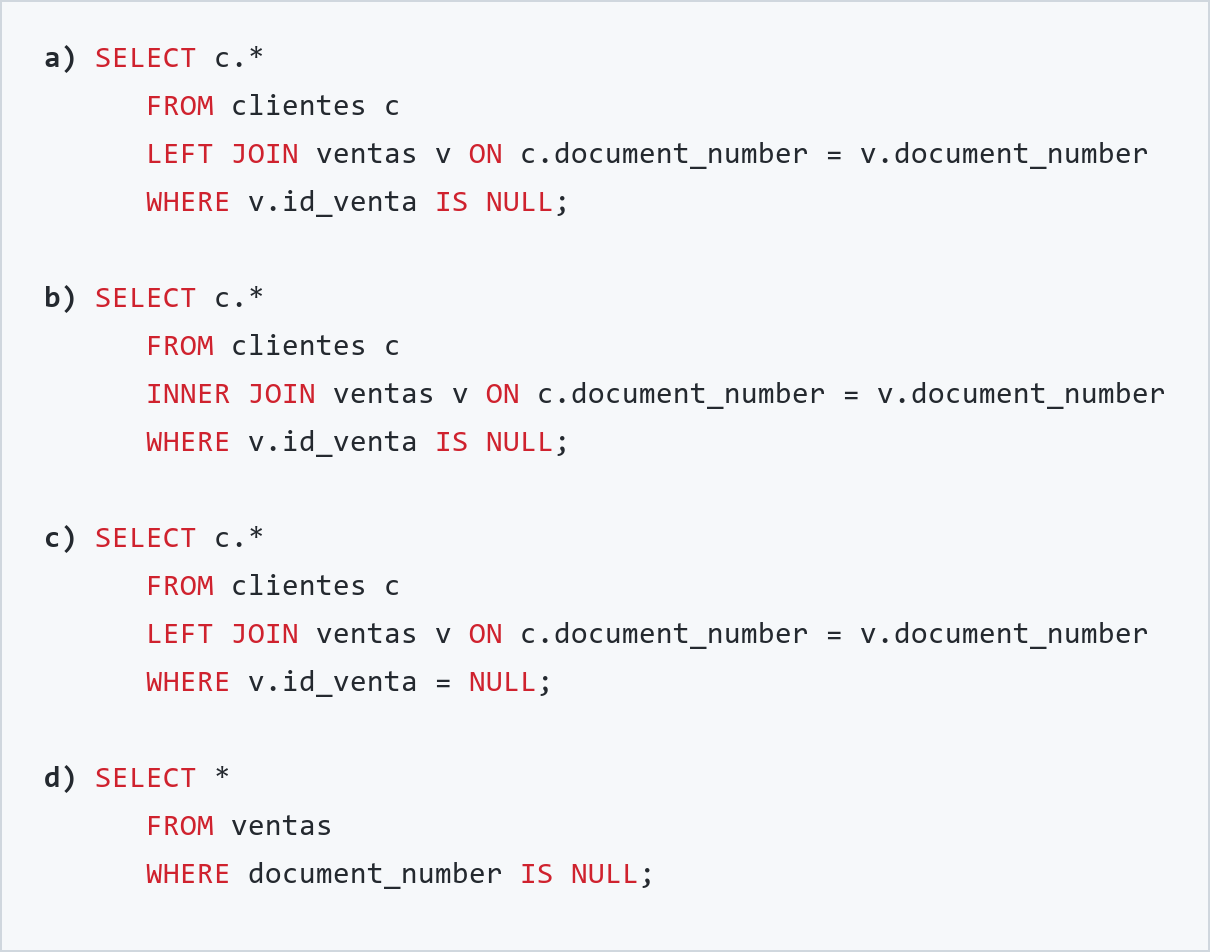 a) SELECT c.*
FROM clientes c
LEFT JOIN ventas v ON c.document_number = v.document_number
WHERE v.id_venta IS NULL;
b) SELECT c.*
FROM clientes c
INNER JOIN ventas v ON c.document_number = v.document_number
WHERE v.id_venta IS NULL;
c) SELECT c.*
FROM clientes c
LEFT JOIN ventas v ON c.document_number = v.document_number
WHERE v.id_venta = NULL;
d) SELECT *
FROM ventas
WHERE document_number IS NULL;